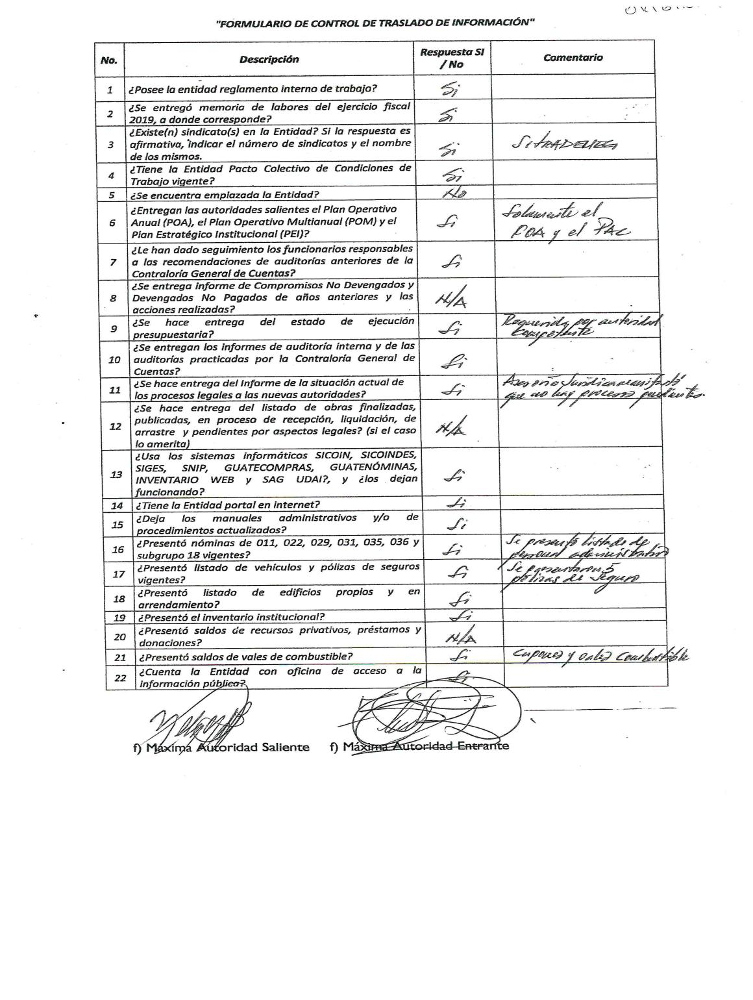 "FORMULARIO DE CONTROL DE TRASLADO DE INFORMACIÓN"
No. Descripción Respuesta SI / No Comentario
1 ¿Posee la entidad reglamento interno de trabajo? Si
2 ¿Se entregó memoria de labores del ejercicio fiscal
2019, a donde corresponde? Si
3 ¿Existe(n) sindicato(s) en la Entidad? Si la respuesta es
afirmativa, indicar el número de sindicatos y el nombre
de los mismos. Si
4 ¿Tiene la Entidad Pacto Colectivo de Condiciones de
Trabajo vigente? Si
5 ¿Se encuentra emplazada la Entidad? No
6 ¿Entregan las autoridades salientes el Plan Operativo
Anual (POA), el Plan Operativo Multianual (POM) y el
Plan Estratégico Institucional (PEI)? Si
Solamente el
POA y el PAC
7 ¿Le han dado seguimiento los funcionarios responsables
a las recomendaciones de auditorías anteriores de la
Contraloría General de Cuentas? Si
8 ¿Se entrega informe de Compromisos No Devengados y
Devengados No Pagados de años anteriores y las
acciones realizadas? N/A
9 ¿Se hace entrega del estado de ejecución
presupuestaria? Si
Requerida por autoridad
competente
10 ¿Se entregan los informes de auditoría interna y de las
auditorías practicadas por la Contraloría General de
Cuentas? Si
11 ¿Se hace entrega del Informe de la situación actual de
los procesos legales a las nuevas autoridades? Si
Asesoría Jurídica manifestó
que no hay procesos pendientes.
12 ¿Se hace entrega del listado de obras finalizadas,
publicadas, en proceso de recepción, liquidación, de
arrastre y pendientes por aspectos legales? (si el caso
lo amerita) N/A
13 ¿Usa los sistemas informáticos SICOIN, SICOINDES,
SIGES, SNIP, GUATECOMPRAS, GUATENÓMINAS,
INVENTARIO WEB y SAG UDAI?, y ¿los dejan
funcionando? Si
14 ¿Tiene la Entidad portal en internet? Si
15 ¿Deja los manuales administrativos y/o de
procedimientos actualizados? Si
16 ¿Presentó nóminas de 011, 022, 029, 031, 035, 036 y
subgrupo 18 vigentes? Si
Se presentó listado de
personal administrativo
17 ¿Presentó listado de vehículos y pólizas de seguros
vigentes? Si
Se presentaron 5
pólizas de Seguro
18 ¿Presentó listado de edificios propios y en
arrendamiento? Si
19 ¿Presentó el inventario institucional? Si
20 ¿Presentó saldos de recursos privativos, préstamos y
donaciones? N/A
21 ¿Presentó saldos de vales de combustible? Si
Cupones y vales Combustible
22 ¿Cuenta la Entidad con oficina de acceso a la
información pública? Si
f) Máxima Autoridad Saliente f) Máxima Autoridad Entrante